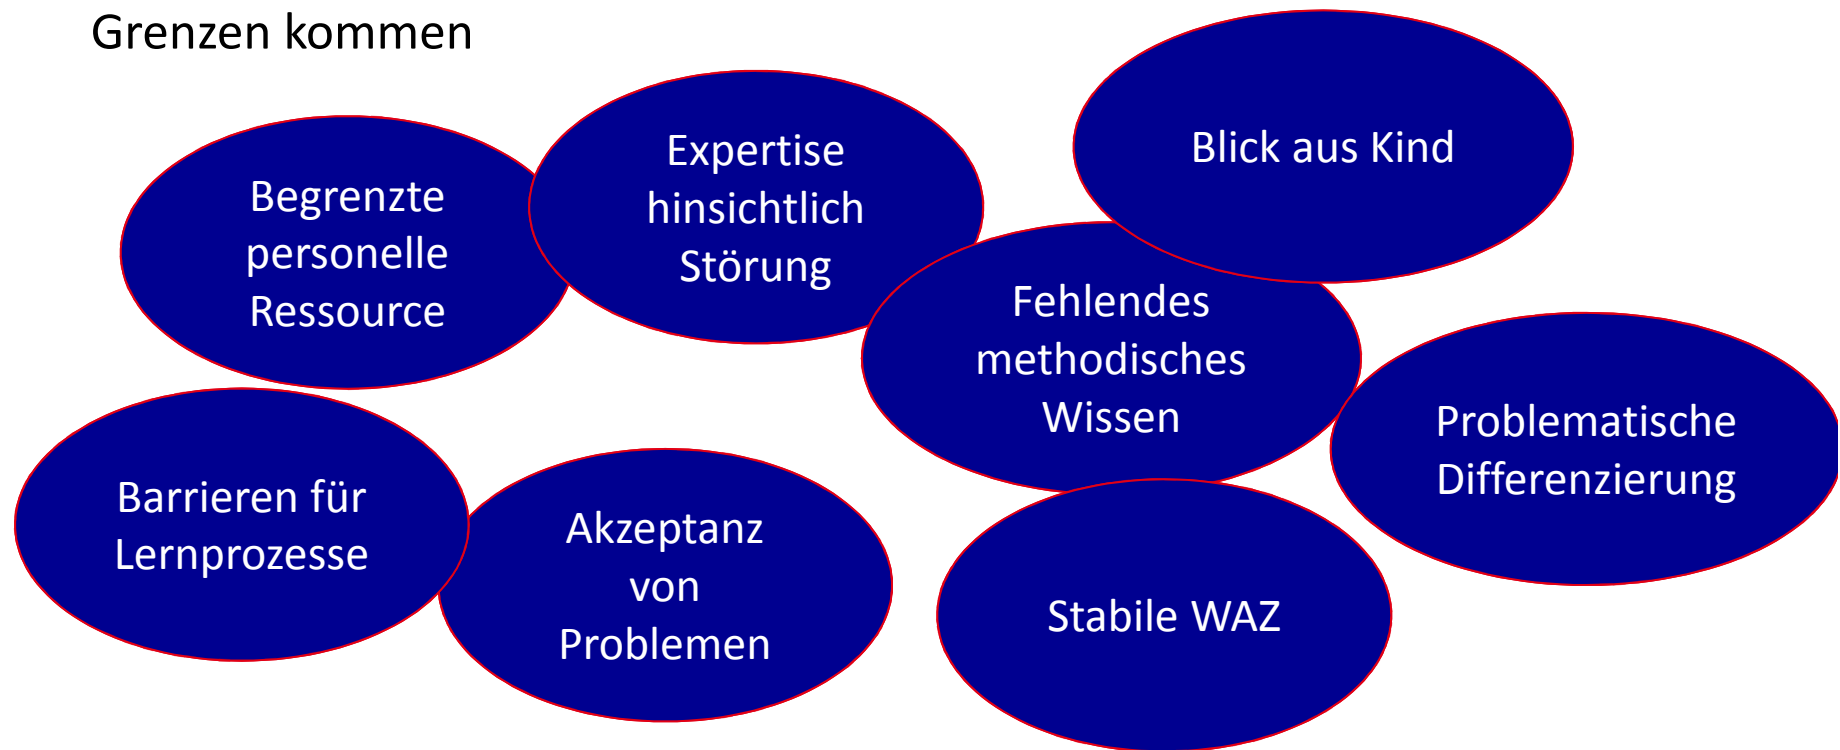 Grenzen kommen
Begrenzte
personelle
Ressource
Expertise
hinsichtlich
Störung
Blick aus Kind
Fehlendes
methodisches
Wissen
Problematische
Differenzierung
Barrieren für
Lernprozesse
Akzeptanz
von
Problemen
Stabile WAZ